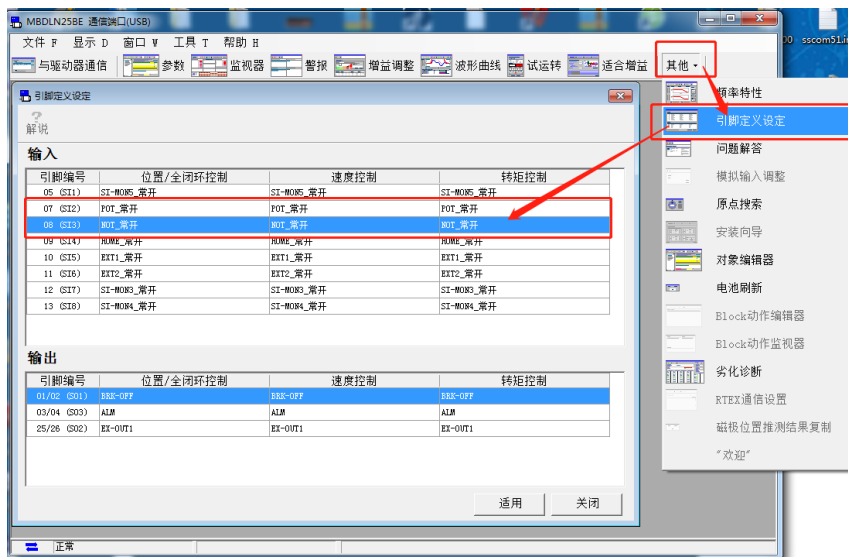 MBDLN25BE 通信端口(USB)
文件 F 显示 D 窗口 W 工具 T 帮助 H
与驱动器通信 参数 监视器 警报 增益调整 波形曲线 试运转 适合增益 其他
sscom51.in
引脚定义设定
解说
输入
引脚编号 位置/全闭环控制 速度控制 转矩控制
05 (SI1) SI-MON5_常开 SI-MON5_常开 SI-MON5_常开
07 (SI2) POT_常开 POT_常开 POT_常开
08 (SI3) NOT_常开 NOT_常开 NOT_常开
09 (SI4) HOME_常开 HOME_常开 HOME_常开
10 (SI5) EXT1_常开 EXT1_常开 EXT1_常开
11 (SI6) EXT2_常开 EXT2_常开 EXT2_常开
12 (SI7) SI-MON3_常开 SI-MON3_常开 SI-MON3_常开
13 (SI8) SI-MON4_常开 SI-MON4_常开 SI-MON4_常开
输出
引脚编号 位置/全闭环控制 速度控制 转矩控制
01/02 (SO1) BRK-OFF BRK-OFF BRK-OFF
03/04 (SO3) ALM ALM ALM
25/26 (SO2) EX-OUT1 EX-OUT1 EX-OUT1
适用 关闭
正常
频率特性
引脚定义设定
问题解答
模拟输入调整
原点搜索
安装向导
对象编辑器
电池刷新
Block动作编辑器
Block动作监视器
劣化诊断
RTEX通信设置
磁极位置推测结果复制
"欢迎"